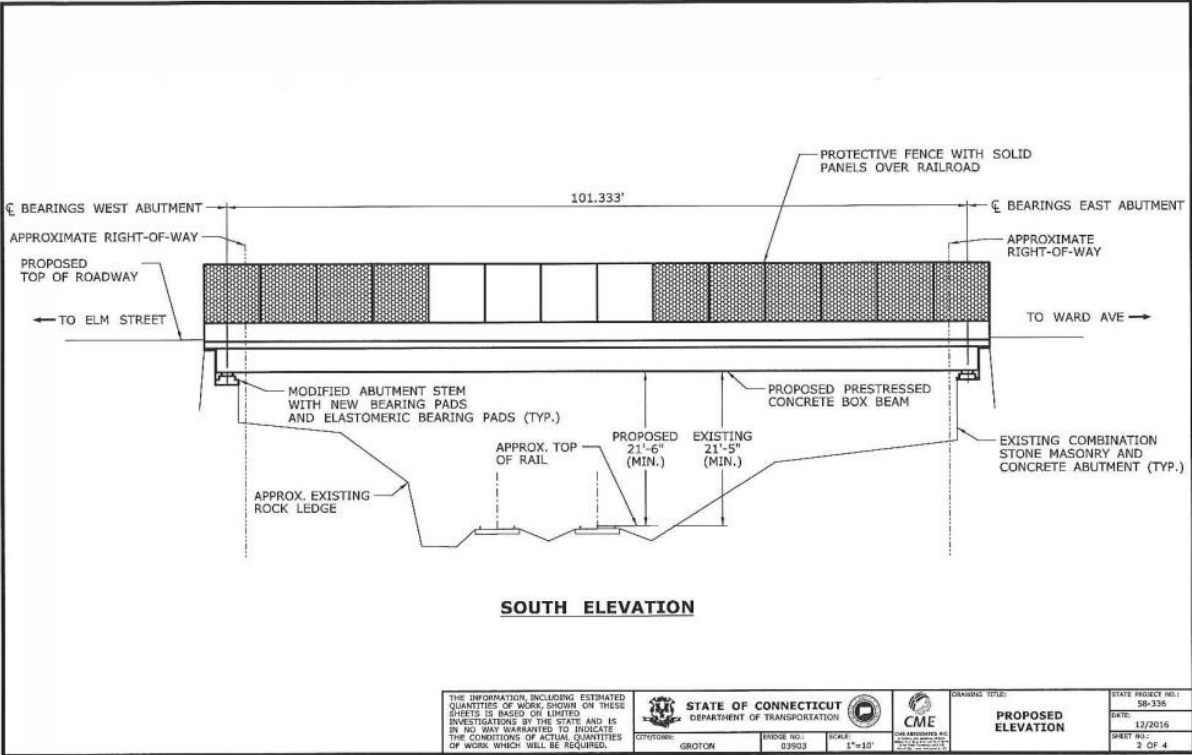 PROTECTIVE FENCE WITH SOLID
PANELS OVER RAILROAD
101.333'
℄ BEARINGS WEST ABUTMENT
℄ BEARINGS EAST ABUTMENT
APPROXIMATE RIGHT-OF-WAY
APPROXIMATE
RIGHT-OF-WAY
PROPOSED
TOP OF ROADWAY
TO ELM STREET
TO WARD AVE
MODIFIED ABUTMENT STEM
WITH NEW BEARING PADS
AND ELASTOMERIC BEARING PADS (TYP.)
PROPOSED PRESTRESSED
CONCRETE BOX BEAM
APPROX. TOP
OF RAIL
PROPOSED
21'-6"
(MIN.)
EXISTING
21'-5"
(MIN.)
EXISTING COMBINATION
STONE MASONRY AND
CONCRETE ABUTMENT (TYP.)
APPROX. EXISTING
ROCK LEDGE
SOUTH ELEVATION
THE INFORMATION, INCLUDING ESTIMATED
QUANTITIES OF WORK, SHOWN ON THESE
SHEETS IS BASED ON LIMITED
INVESTIGATIONS BY THE STATE AND IS
IN NO WAY WARRANTED TO INDICATE
THE CONDITIONS OF ACTUAL QUANTITIES
OF WORK WHICH WILL BE REQUIRED.
STATE OF CONNECTICUT
DEPARTMENT OF TRANSPORTATION
CITY/TOWN:
GROTON
BRIDGE NO.:
03903
SCALE:
1"=10'
CME
CME ASSOCIATES INC.
DRAWING TITLE:
PROPOSED
ELEVATION
STATE PROJECT NO.:
58-336
DATE:
12/2016
SHEET NO.:
2 OF 4